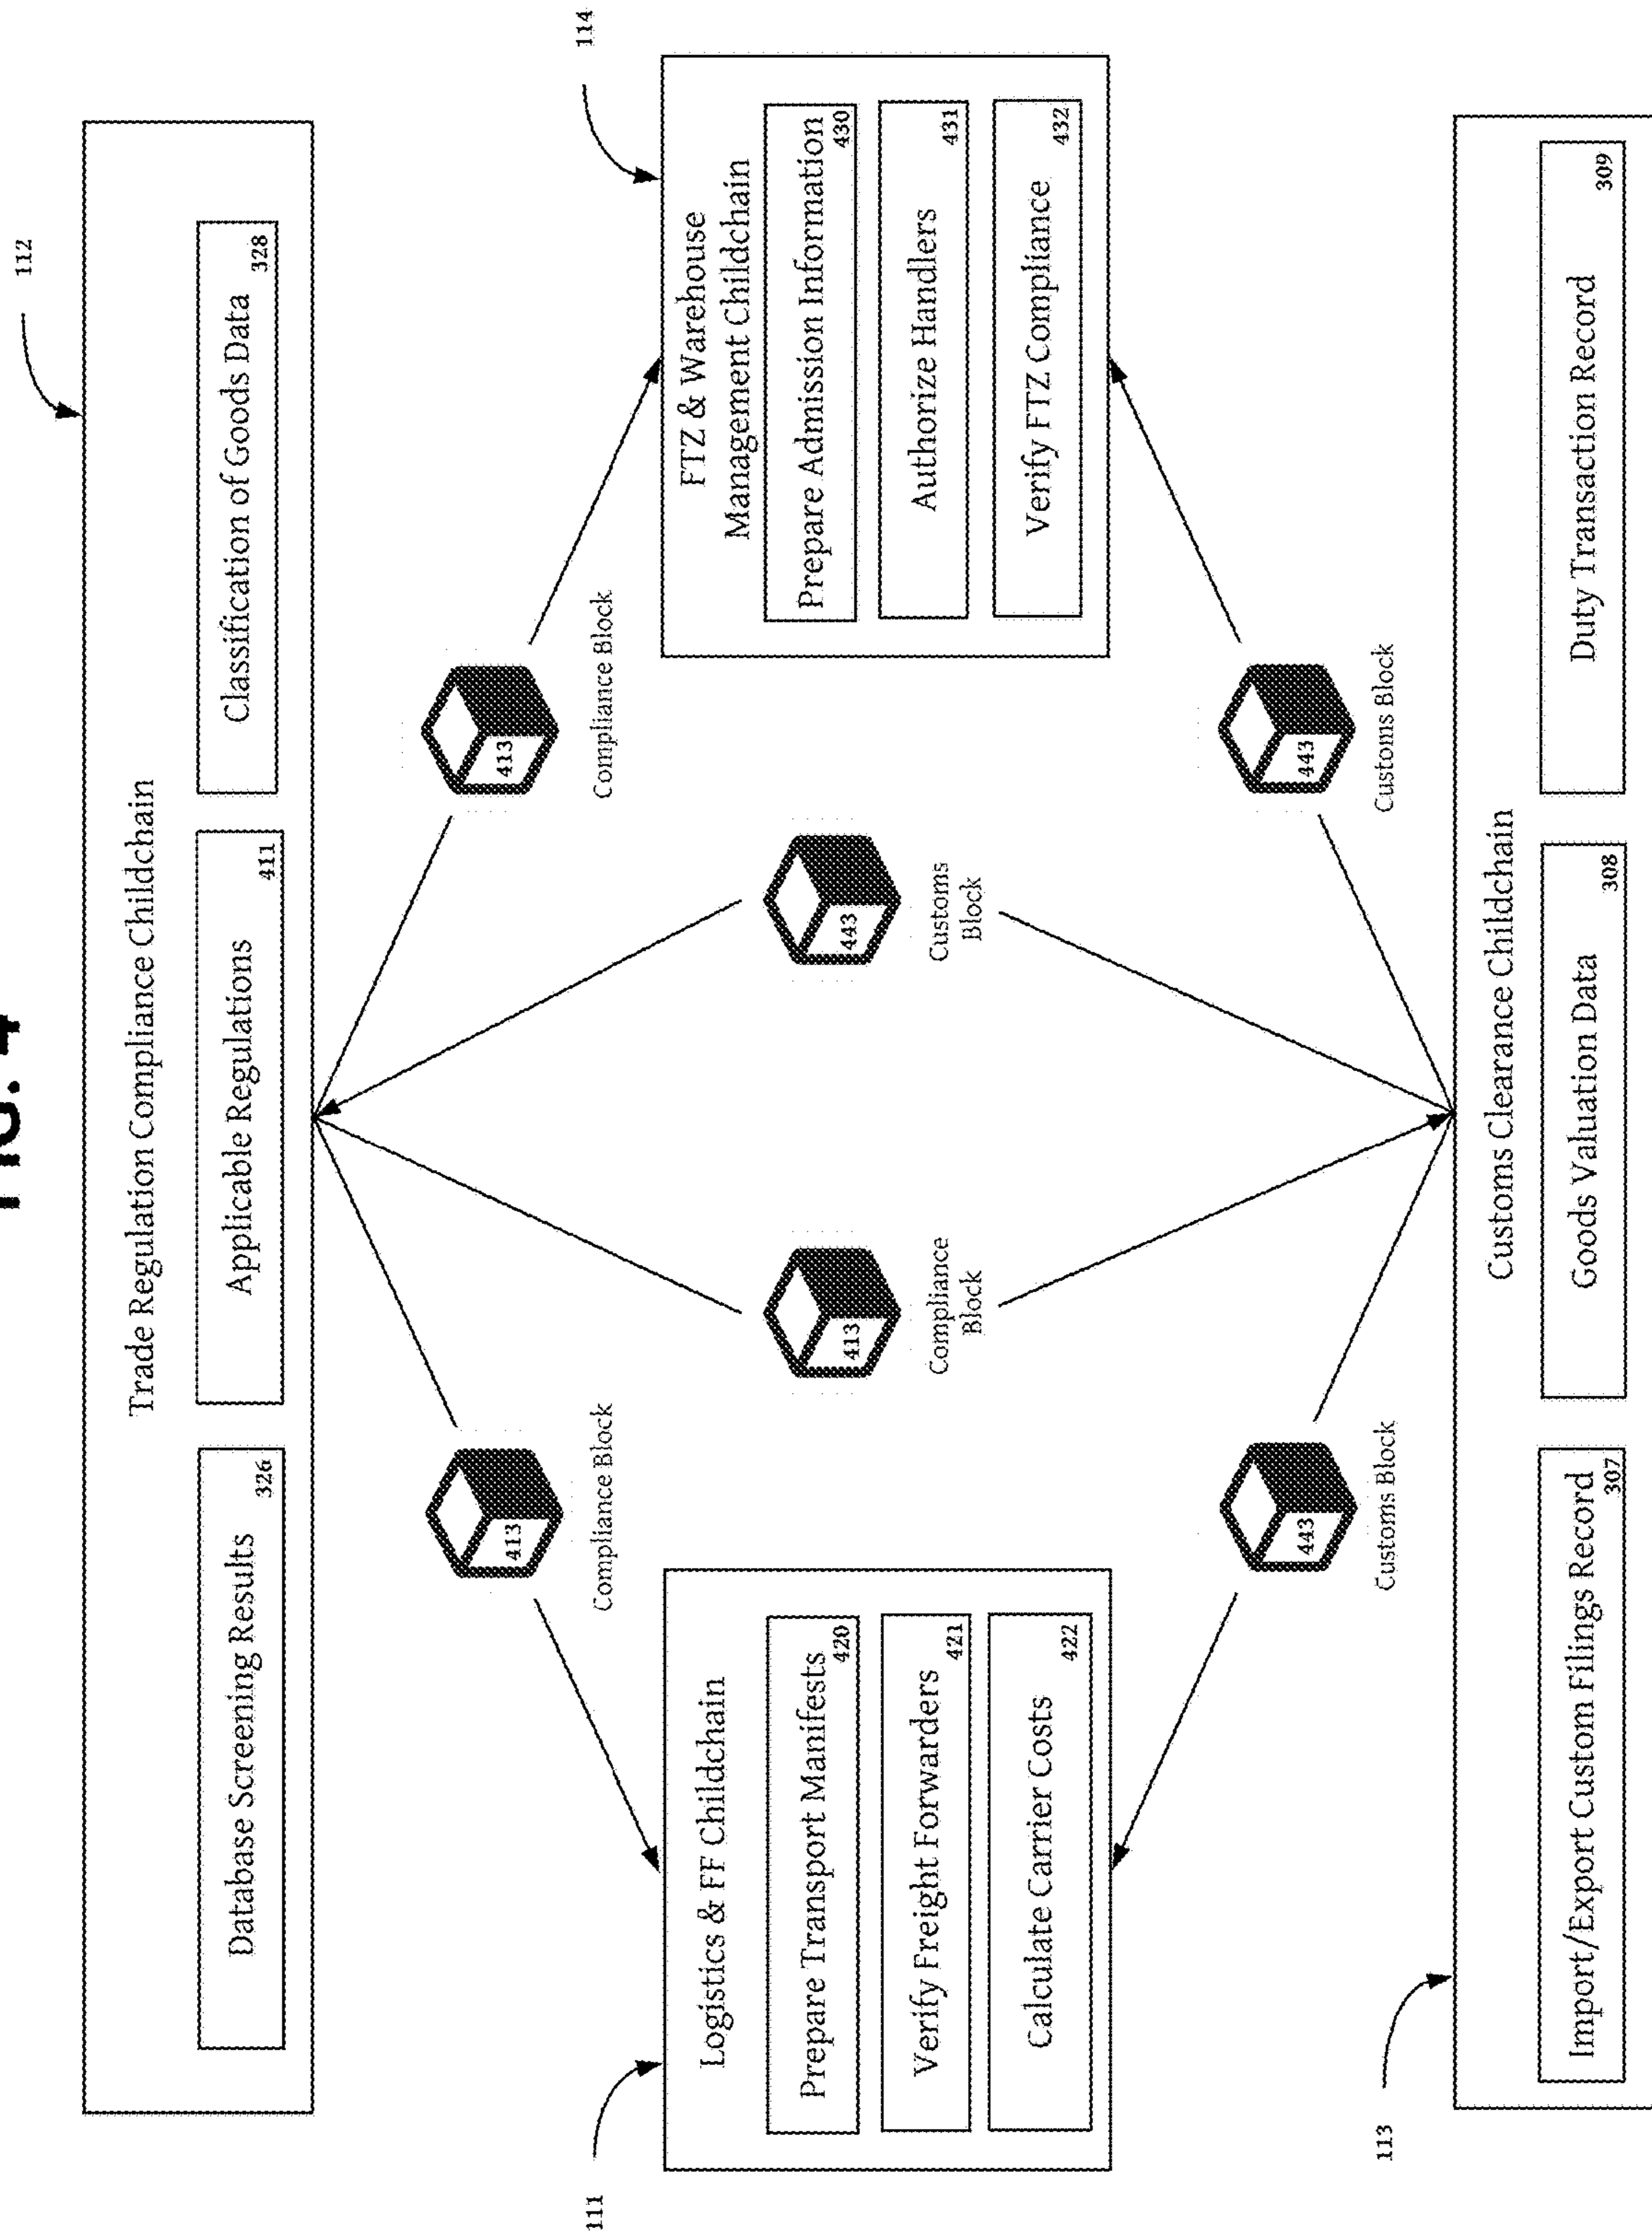 FIG. 4
112
Trade Regulation Compliance Childchain
Database Screening Results
326
Applicable Regulations
411
Classification of Goods Data
328
413
Compliance Block
413
Compliance Block
111
Logistics & FF Childchain
Prepare Transport Manifests
420
Verify Freight Forwarders
421
Calculate Carrier Costs
422
413
Compliance
Block
443
Customs
Block
114
FTZ & Warehouse
Management Childchain
Prepare Admission Information
430
Authorize Handlers
431
Verify FTZ Compliance
432
443
Customs Block
443
Customs Block
113
Customs Clearance Childchain
Import/Export Custom Filings Record
307
Goods Valuation Data
308
Duty Transaction Record
309